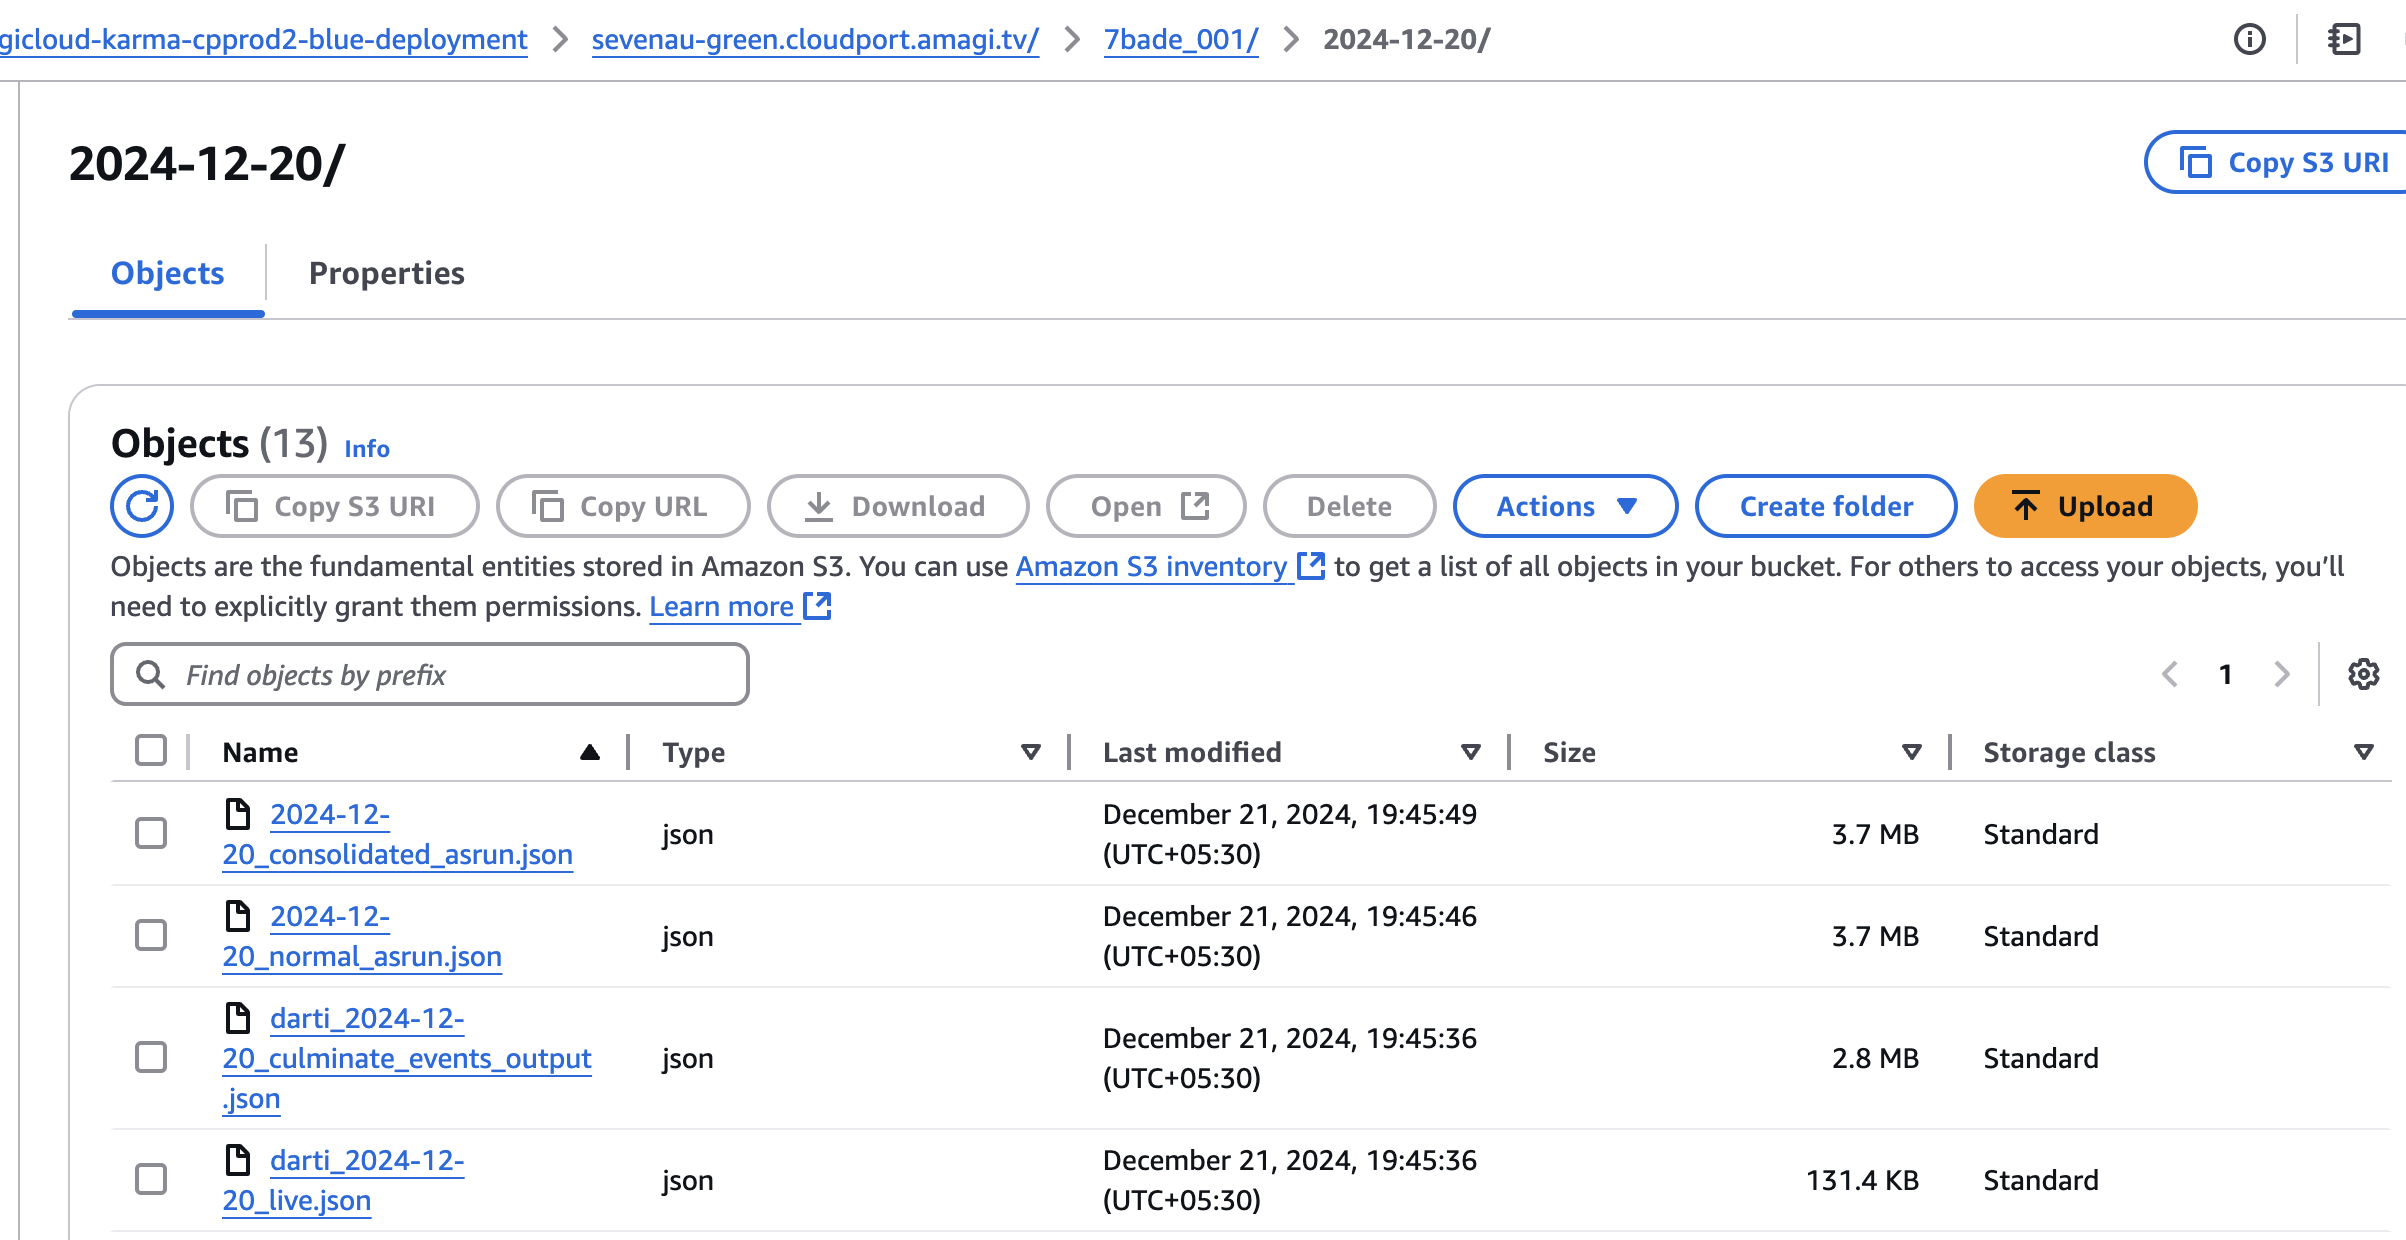 gicloud-karma-cpprod2-blue-deployment > sevenau-green.cloudport.amagi.tv/ > 7bade_001/ > 2024-12-20/
2024-12-20/
Copy S3 URI
Objects
Properties
Objects (13) Info
Copy S3 URI
Copy URL
Download
Open
Delete
Actions
Create folder
Upload
Objects are the fundamental entities stored in Amazon S3. You can use Amazon S3 inventory to get a list of all objects in your bucket. For others to access your objects, you’ll
need to explicitly grant them permissions. Learn more
Find objects by prefix
1
Name
Type
Last modified
Size
Storage class
2024-12-
20_consolidated_asrun.json
json
December 21, 2024, 19:45:49
(UTC+05:30)
3.7 MB
Standard
2024-12-
20_normal_asrun.json
json
December 21, 2024, 19:45:46
(UTC+05:30)
3.7 MB
Standard
darti_2024-12-
20_culminate_events_output
.json
json
December 21, 2024, 19:45:36
(UTC+05:30)
2.8 MB
Standard
darti_2024-12-
20_live.json
json
December 21, 2024, 19:45:36
(UTC+05:30)
131.4 KB
Standard